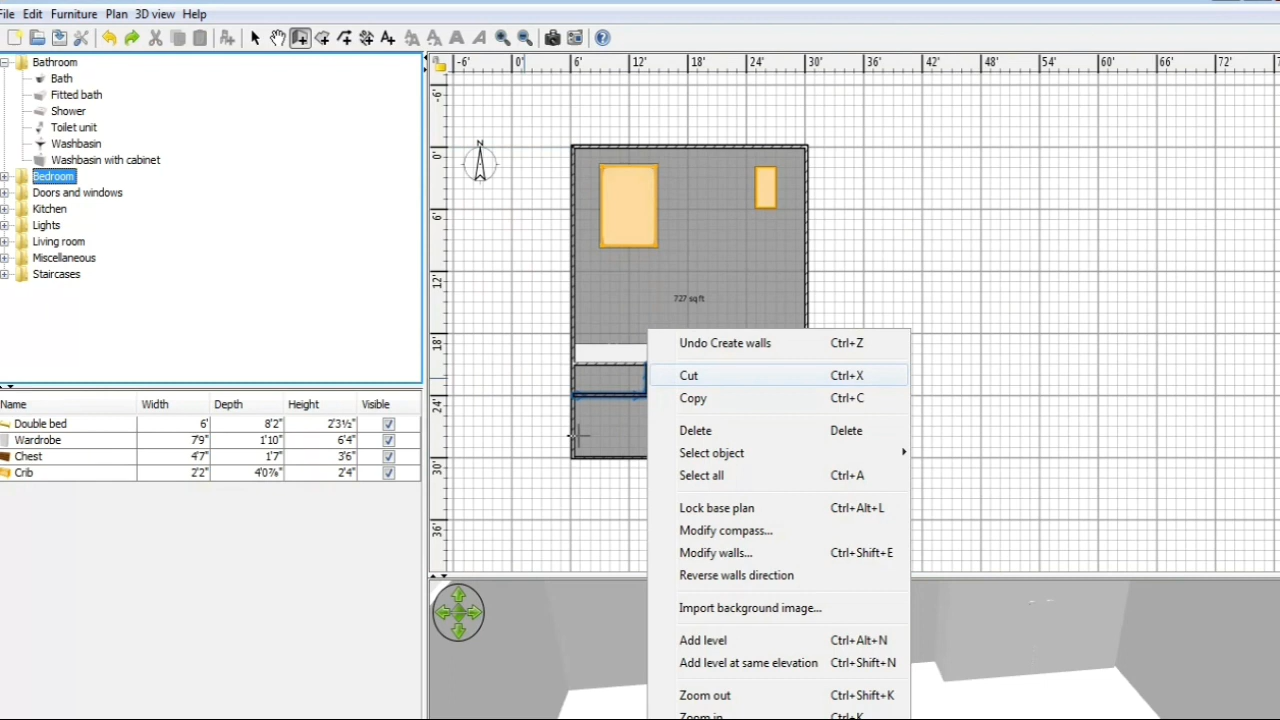 File Edit Furniture Plan 3D view Help
Bathroom
Bath
Fitted bath
Shower
Toilet unit
Washbasin
Washbasin with cabinet
Bedroom
Doors and windows
Kitchen
Lights
Living room
Miscellaneous
Staircases
Name Width Depth Height Visible
Double bed 6' 8'2" 2'3½"
Wardrobe 7'9" 1'10" 6'4"
Chest 4'7" 1'7" 3'6"
Crib 2'2" 4'0⅞" 2'4"
-6' 0' 6' 12' 18' 24' 30' 36' 42' 48' 54' 60' 66' 72'
-6'
0'
6'
12'
18'
24'
30'
36'
N
727 sq ft
Undo Create walls Ctrl+Z
Cut Ctrl+X
Copy Ctrl+C
Delete Delete
Select object
Select all Ctrl+A
Lock base plan Ctrl+Alt+L
Modify compass...
Modify walls... Ctrl+Shift+E
Reverse walls direction
Import background image...
Add level Ctrl+Alt+N
Add level at same elevation Ctrl+Shift+N
Zoom out Ctrl+Shift+K
Zoom in Ctrl+K